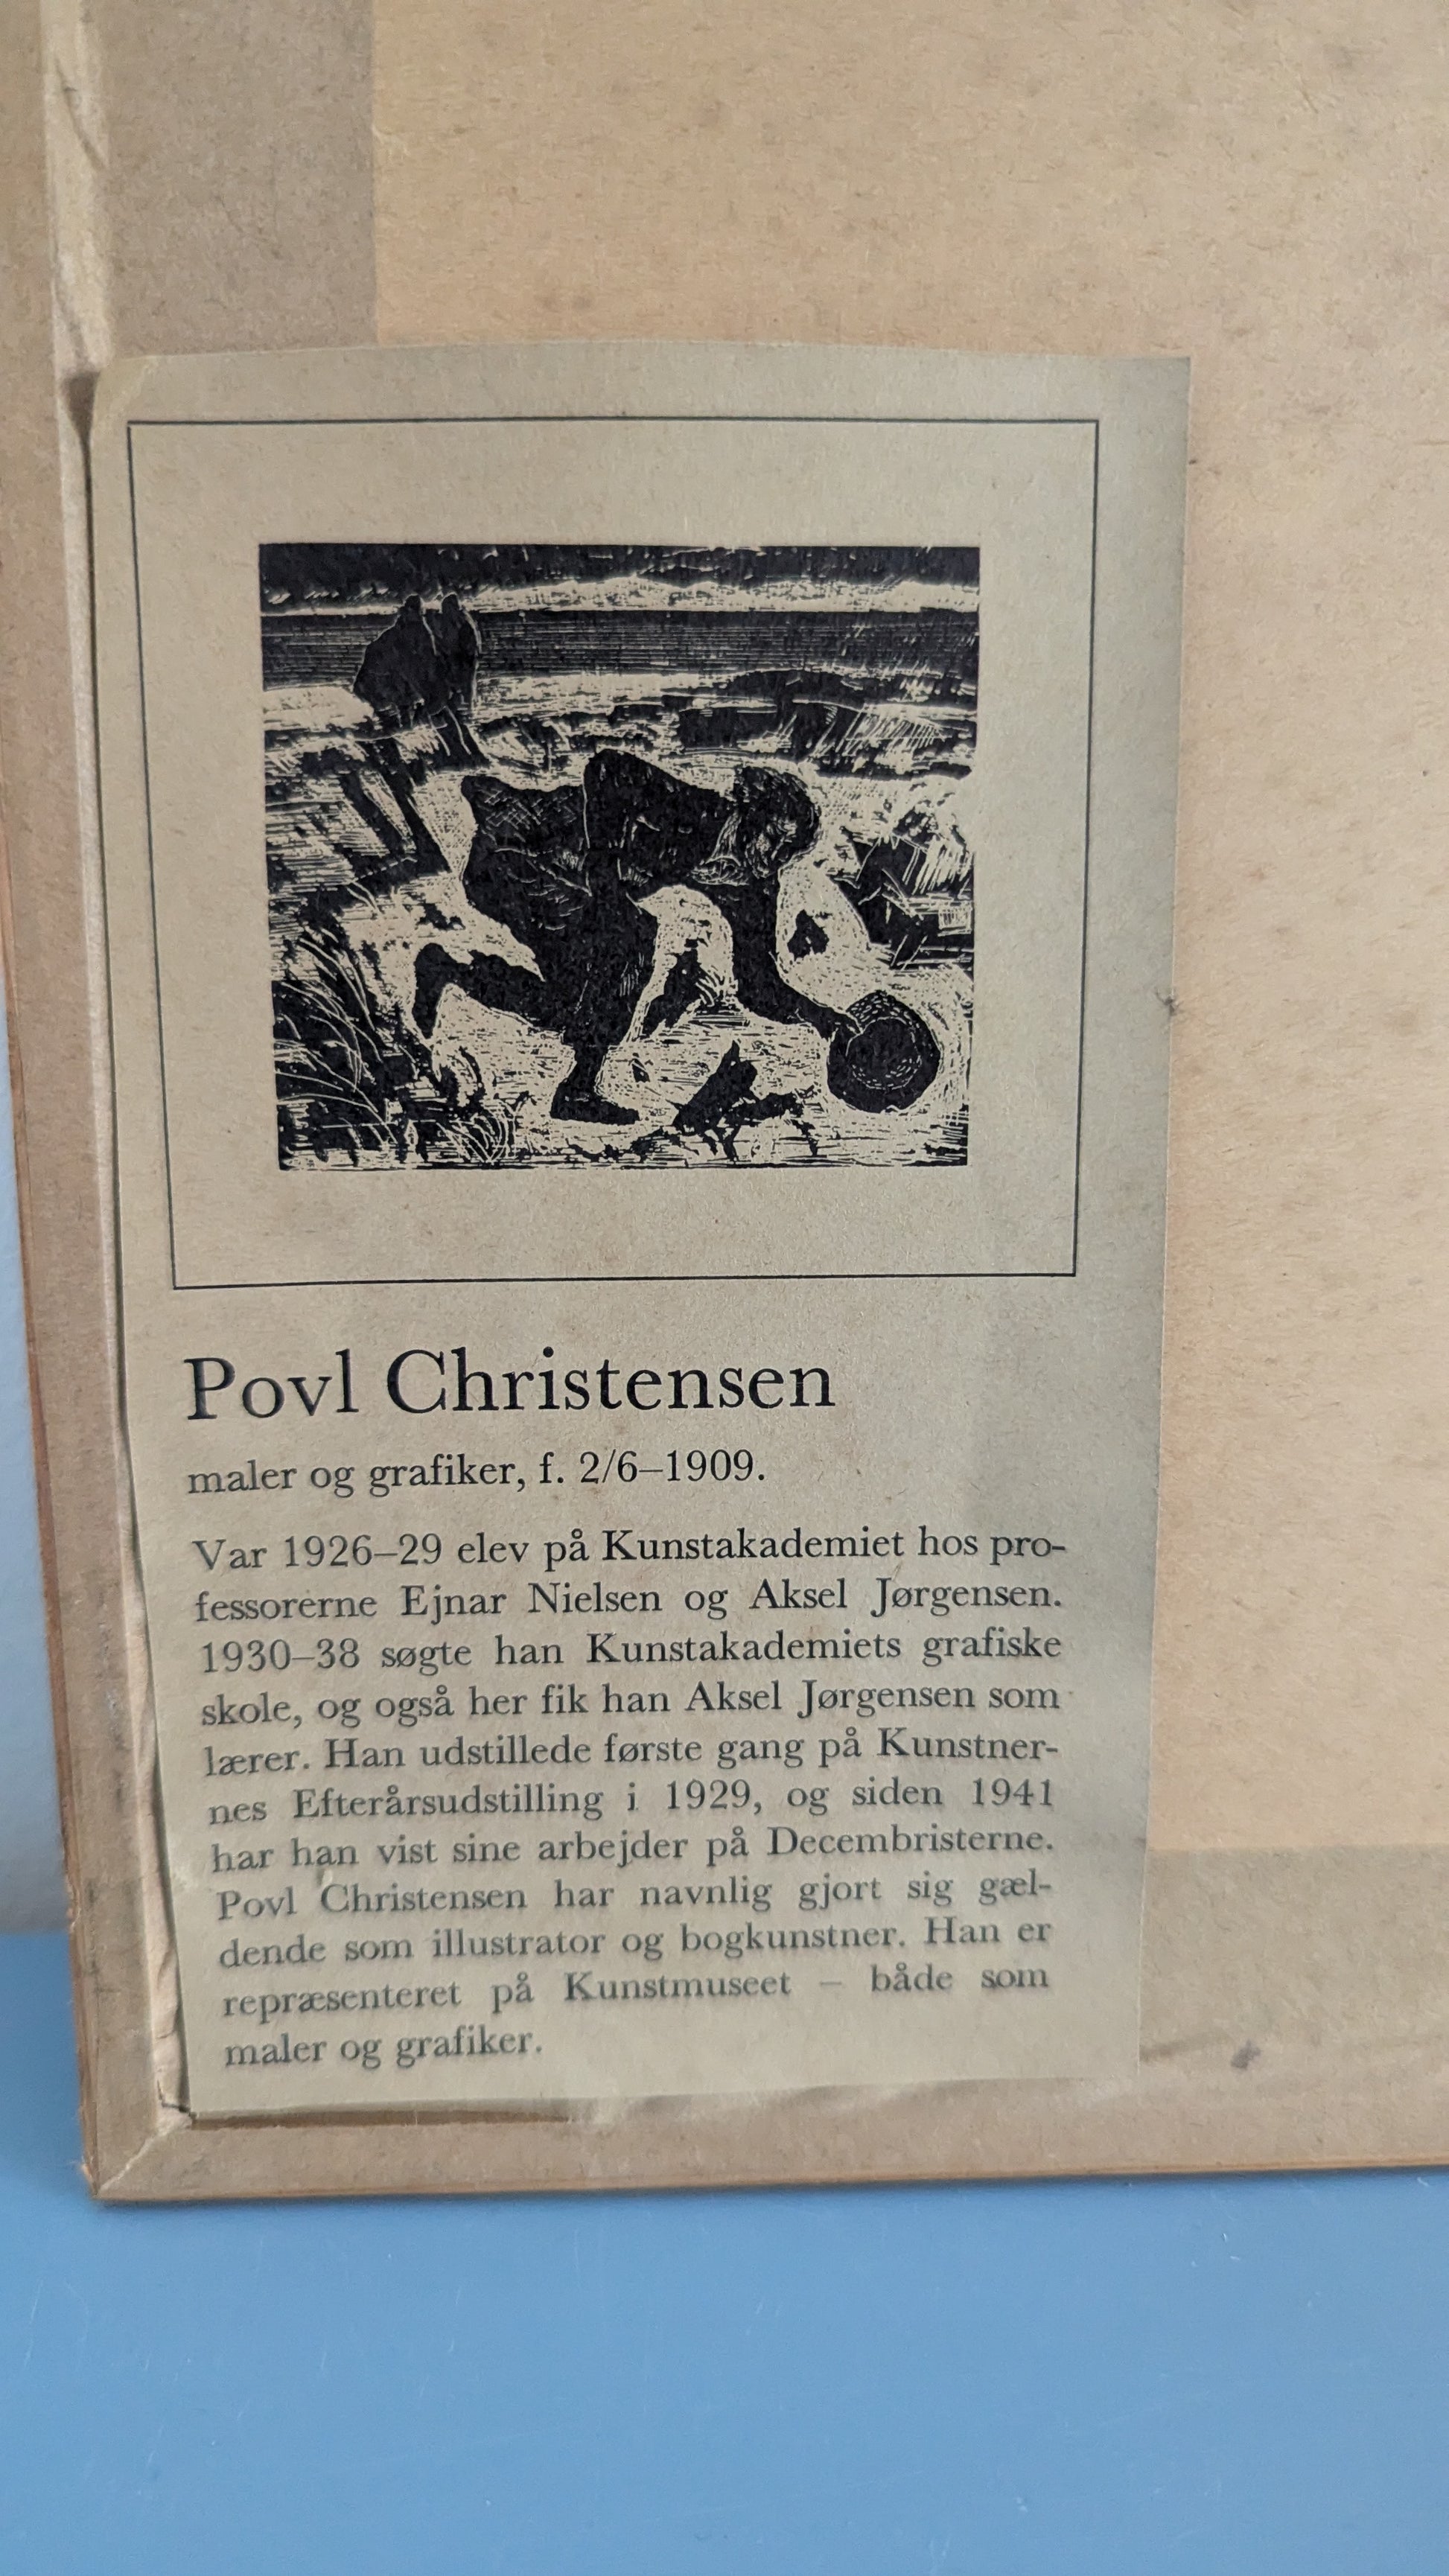 Povl Christensen
maler og grafiker, f. 2/6–1909.
Var 1926–29 elev på Kunstakademiet hos pro-
fessorerne Ejnar Nielsen og Aksel Jørgensen.
1930–38 søgte han Kunstakademiets grafiske
skole, og også her fik han Aksel Jørgensen som
lærer. Han udstillede første gang på Kunstner-
nes Efterårsudstilling i 1929, og siden 1941
har han vist sine arbejder på Decembristerne.
Povl Christensen har navnlig gjort sig gæl-
dende som illustrator og bogkunstner. Han er
repræsenteret på Kunstmuseet – både som
maler og grafiker.